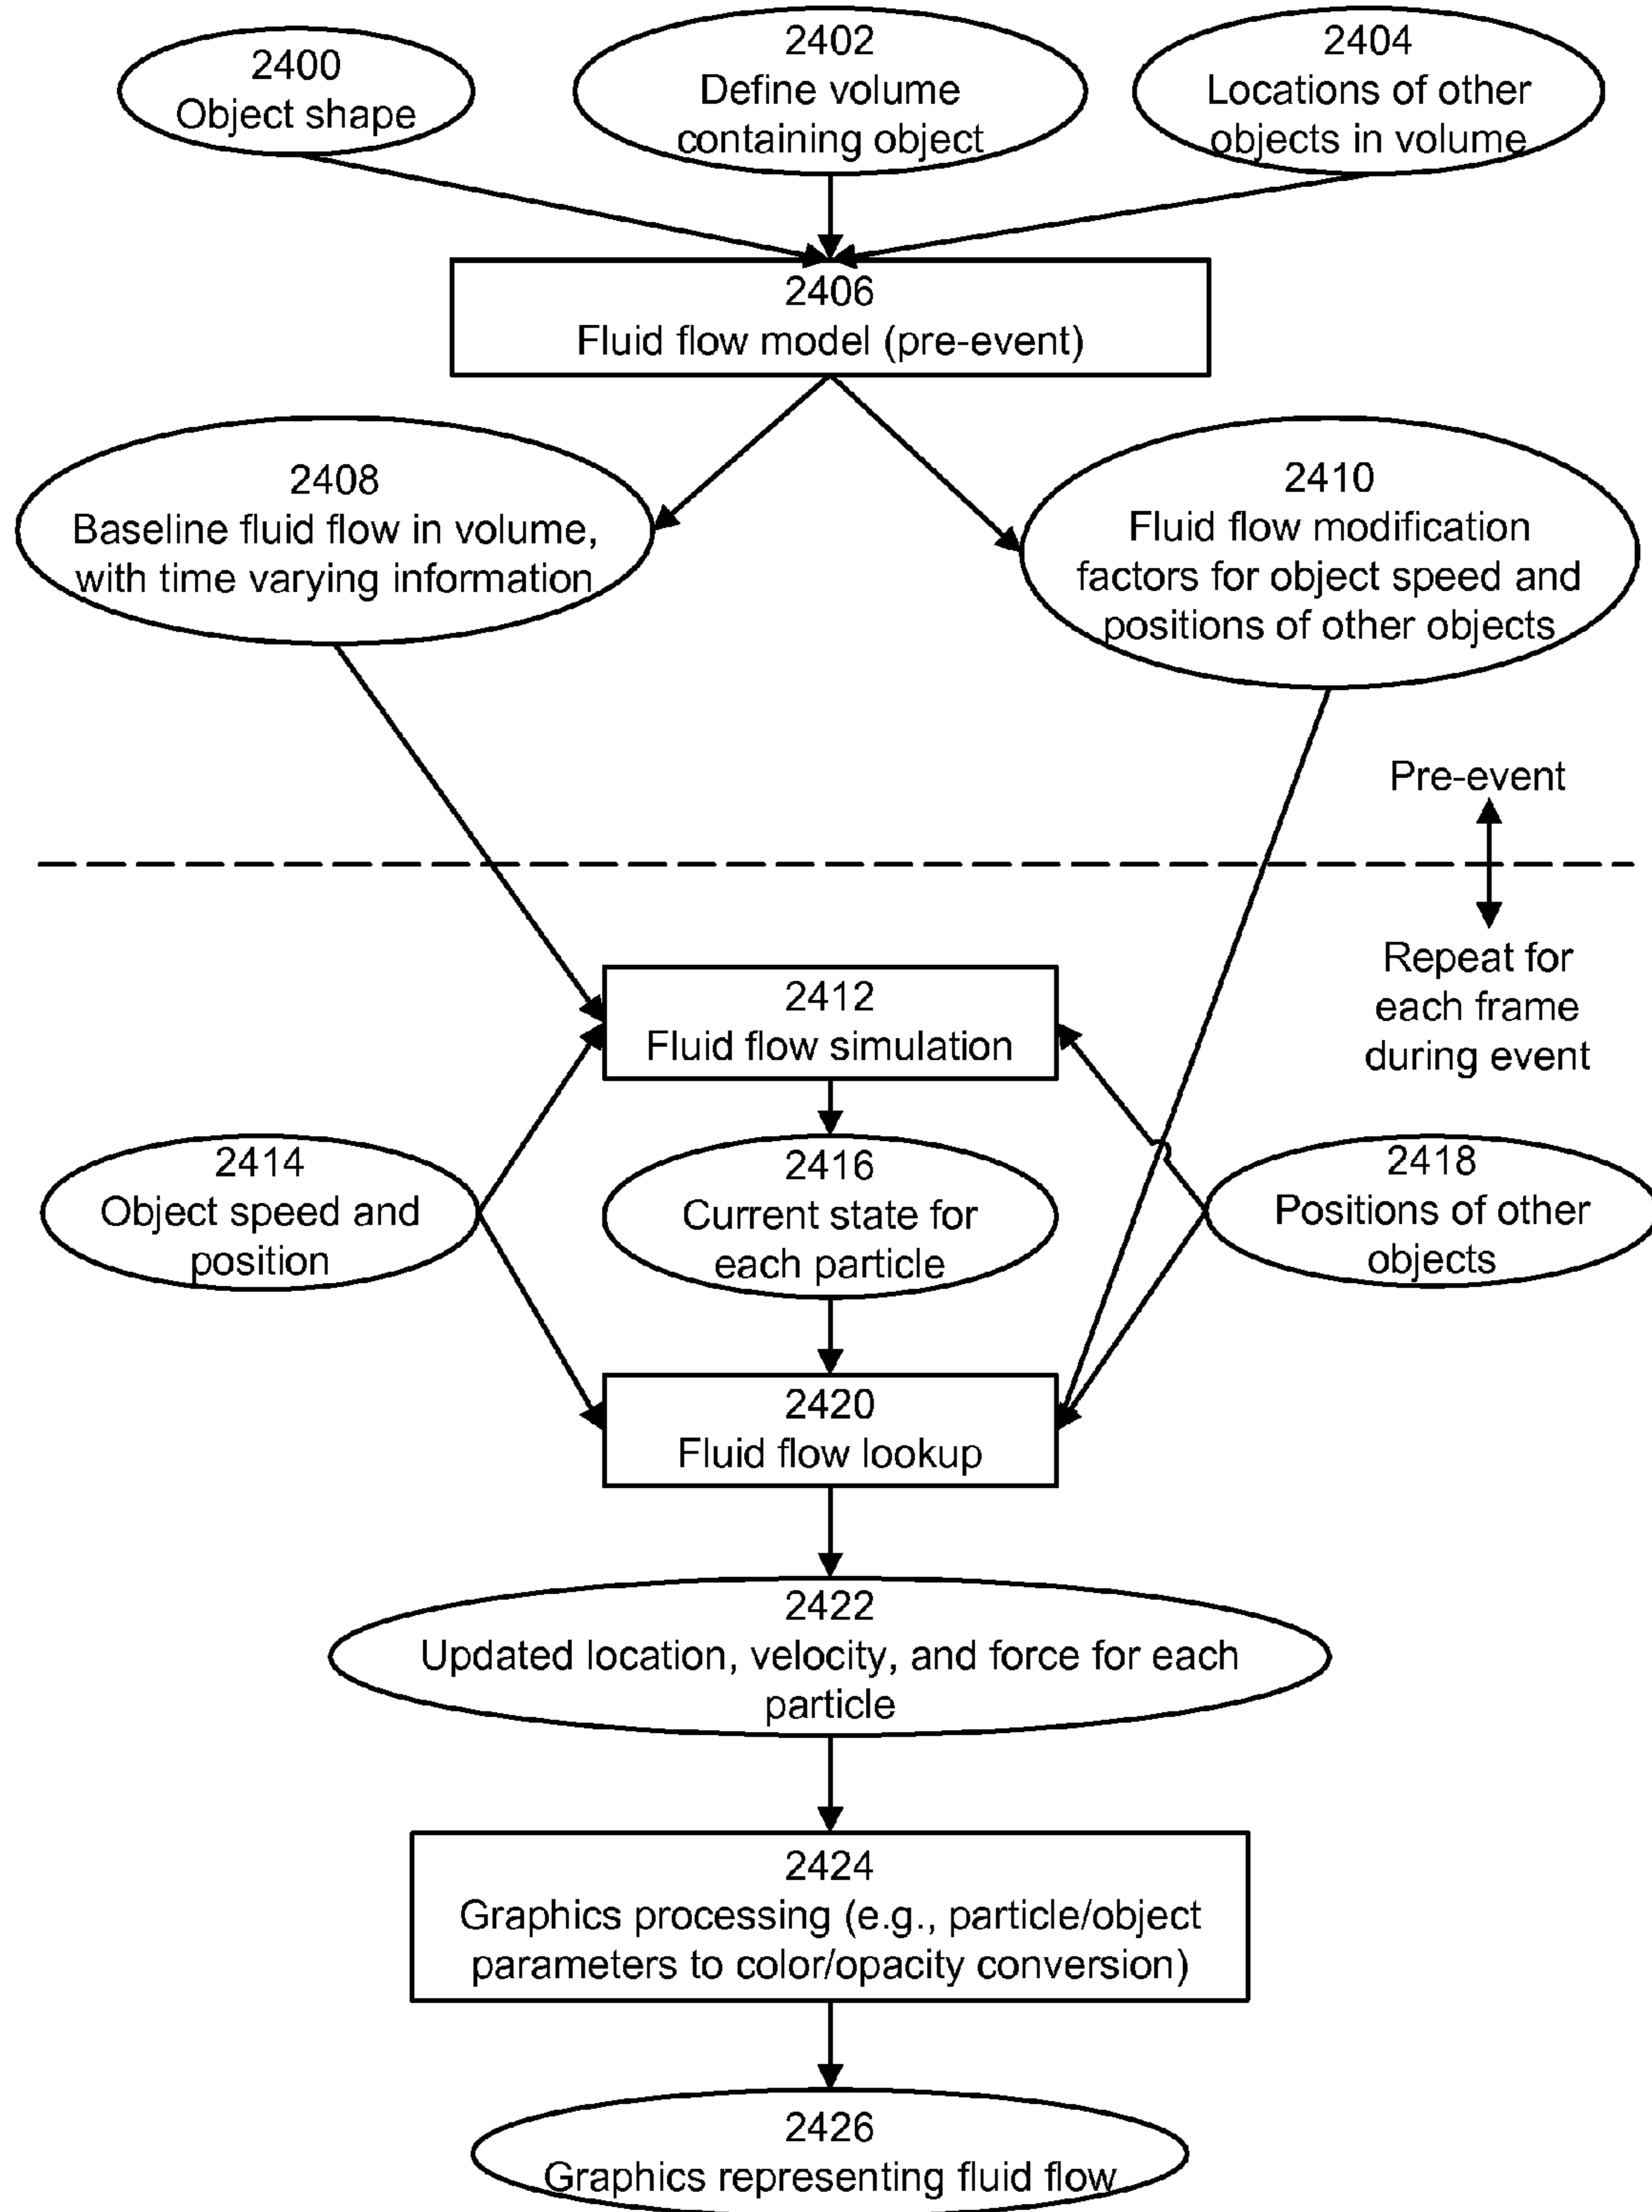 2400
Object shape
2402
Define volume
containing object
2404
Locations of other
objects in volume
2406
Fluid flow model (pre-event)
2408
Baseline fluid flow in volume,
with time varying information
2410
Fluid flow modification
factors for object speed and
positions of other objects
Pre-event
Repeat for
each frame
during event
2412
Fluid flow simulation
2414
Object speed and
position
2416
Current state for
each particle
2418
Positions of other
objects
2420
Fluid flow lookup
2422
Updated location, velocity, and force for each
particle
2424
Graphics processing (e.g., particle/object
parameters to color/opacity conversion)
2426
Graphics representing fluid flow